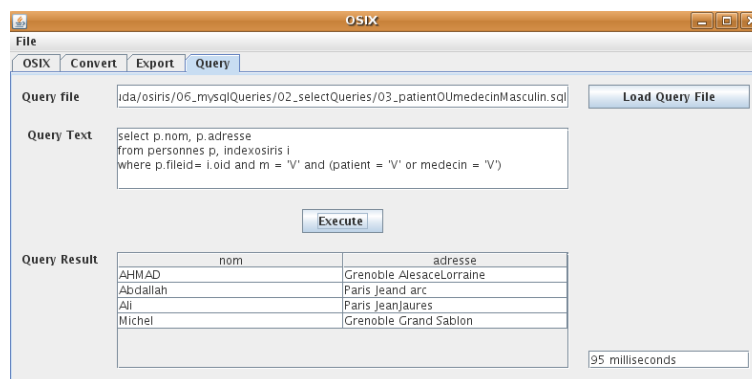 OSIX
File
OSIX Convert Export Query
Query file uda/osiris/06_mysqlQueries/02_selectQueries/03_patientOUmedecinMasculin.sql Load Query File
Query Text select p.nom, p.adresse
from personnes p, indexosiris i
where p.fileid= i.oid and m = 'V' and (patient = 'V' or medecin = 'V')
Execute
Query Result nom adresse
AHMAD Grenoble AlesaceLorraine
Abdallah Paris Jeand arc
Ali Paris JeanJaures
Michel Grenoble Grand Sablon
95 milliseconds